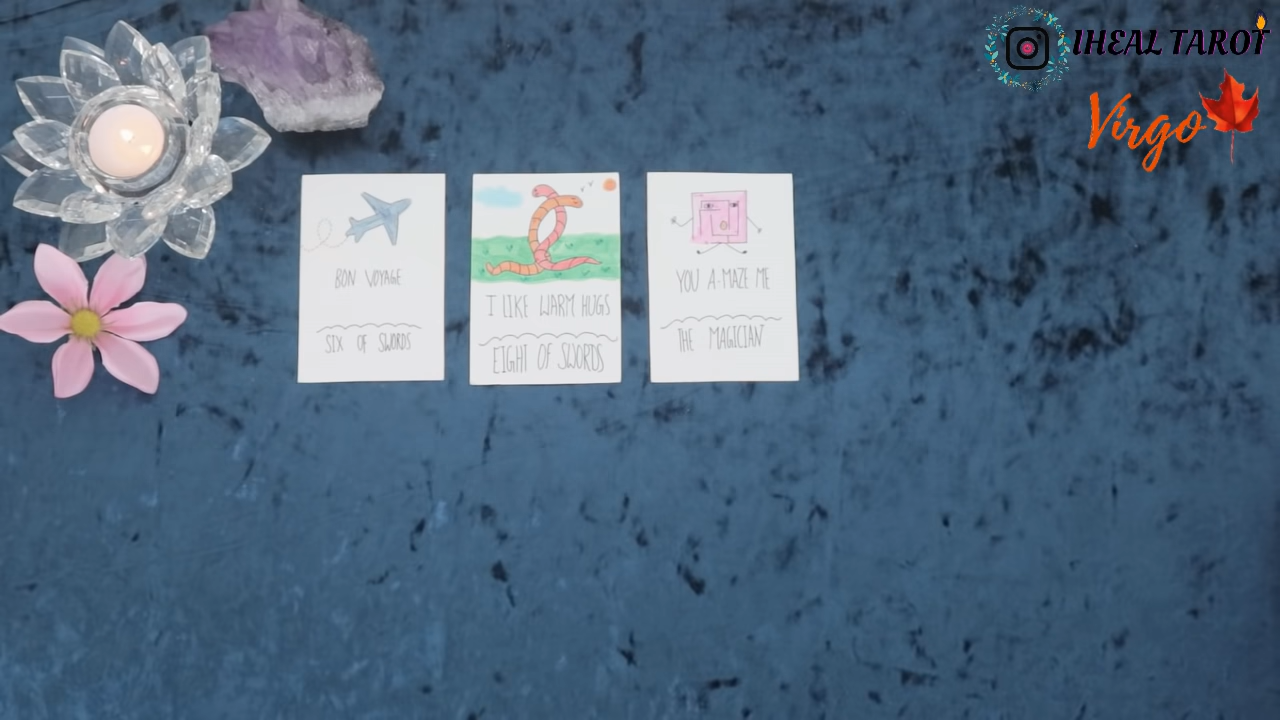 IHEAL TAROT
Virgo
BON VOYAGE
SIX OF SWORDS
I LIKE WARM HUGS
EIGHT OF SWORDS
YOU A-MAZE ME
THE MAGICIAN